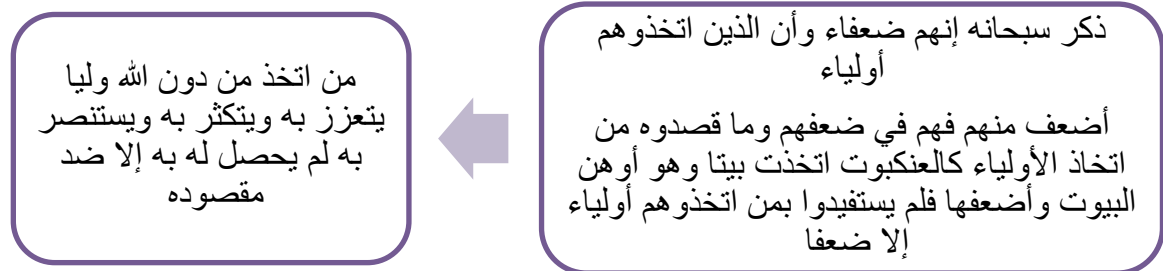 ذكر سبحانه إنهم ضعفاء وأن الذين اتخذوهم
أولياء
أضعف منهم فهم في ضعفهم وما قصدوه من
اتخاذ الأولياء كالعنكبوت اتخذت بيتا وهو أوهن
البيوت وأضعفها فلم يستفيدوا بمن اتخذوهم أولياء
إلا ضعفا
من اتخذ من دون الله وليا
يتعزز به ويتكثر به ويستنصر
به لم يحصل له به إلا ضد
مقصوده